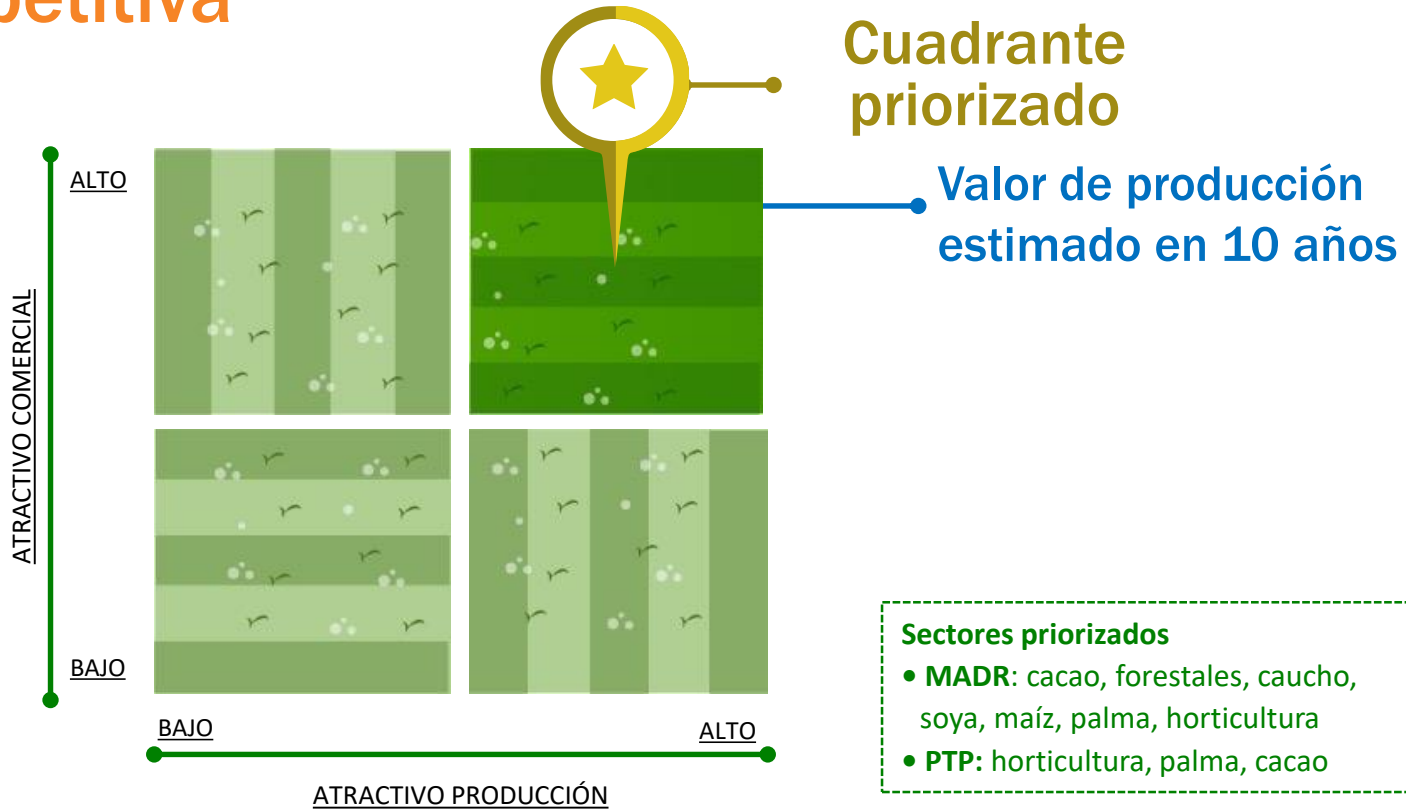 Cuadrante
priorizado
Valor de producción
estimado en 10 años
ALTO
ATRACTIVO COMERCIAL
BAJO
BAJO
ALTO
ATRACTIVO PRODUCCIÓN
Sectores priorizados
• MADR: cacao, forestales, caucho,
soya, maíz, palma, horticultura
• PTP: horticultura, palma, cacao